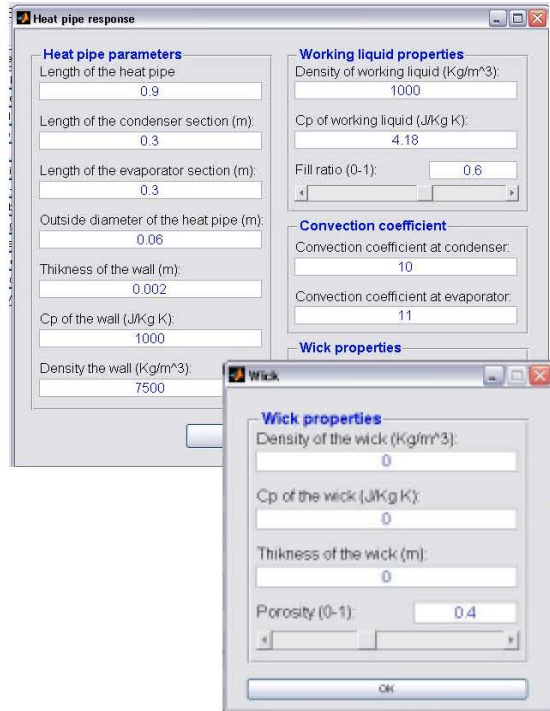 Heat pipe response
Heat pipe parameters
Length of the heat pipe
0.9
Length of the condenser section (m):
0.3
Length of the evaporator section (m):
0.3
Outside diameter of the heat pipe (m):
0.06
Thikness of the wall (m):
0.002
Cp of the wall (J/Kg K):
1000
Density the wall (Kg/m^3):
7500
Working liquid properties
Density of working liquid (Kg/m^3):
1000
Cp of working liquid (J/Kg K):
4.18
Fill ratio (0-1): 0.6
Convection coefficient
Convection coefficient at condenser:
10
Convection coefficient at evaporator:
11
Wick properties
Wick
Wick properties
Density of the wick (Kg/m^3):
0
Cp of the wick (J/Kg K):
0
Thikness of the wick (m):
0
Porosity (0-1): 0.4
OK